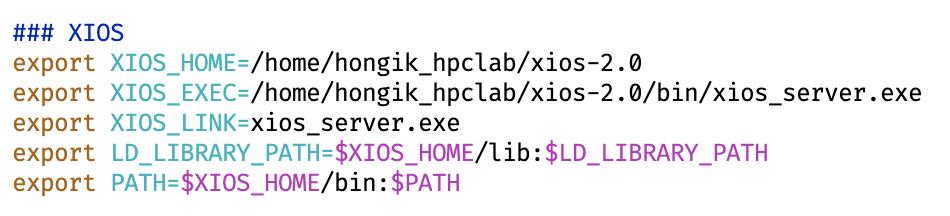 ### XIOS
export XIOS_HOME=/home/hongik_hpclab/xios-2.0
export XIOS_EXEC=/home/hongik_hpclab/xios-2.0/bin/xios_server.exe
export XIOS_LINK=xios_server.exe
export LD_LIBRARY_PATH=$XIOS_HOME/lib:$LD_LIBRARY_PATH
export PATH=$XIOS_HOME/bin:$PATH